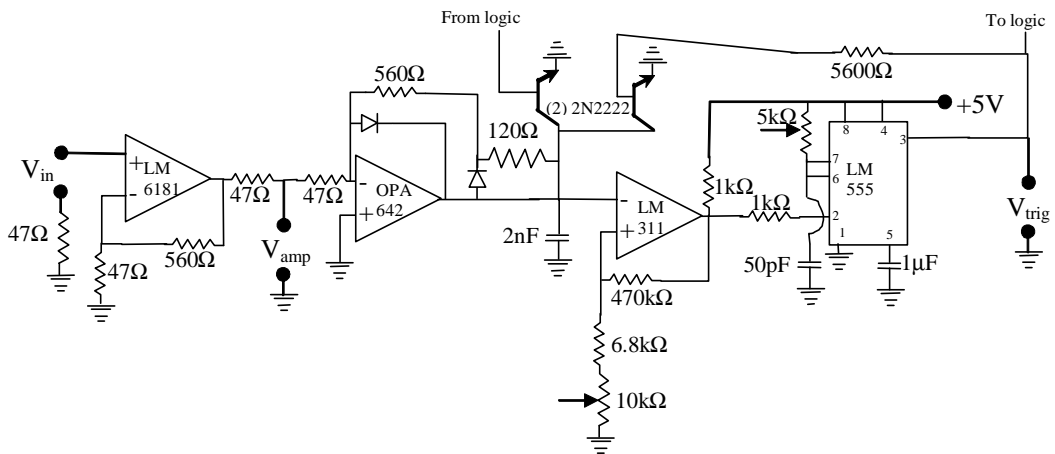 From logic
To logic
560Ω
5600Ω
(2) 2N2222
+5V
120Ω
5kΩ
8
4
3
V_in
+
LM
6181
-
47Ω
47Ω
-
OPA
642
+
7
6
LM
555
1kΩ
1kΩ
-
LM
311
+
2
V_trig
47Ω
560Ω
47Ω
V_amp
2nF
1
5
50pF
1μF
470kΩ
6.8kΩ
10kΩ